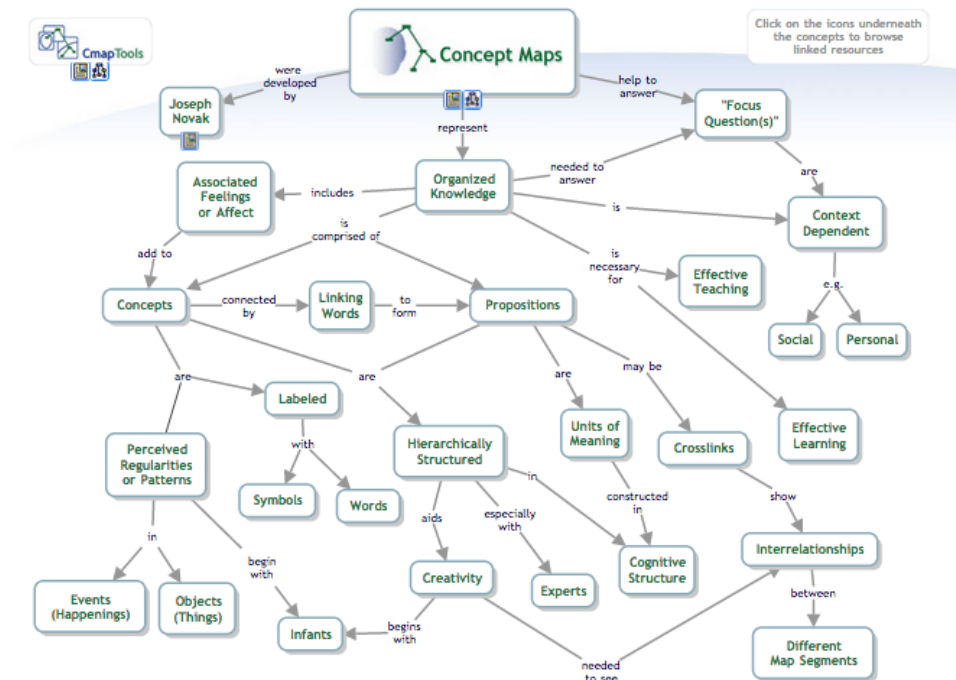 CmapTools
Concept Maps
Click on the icons underneath
the concepts to browse
linked resources
were
developed
by
help to
answer
Joseph
Novak
"Focus
Question(s)"
represent
Associated
Feelings
or Affect
includes
Organized
Knowledge
needed to
answer
are
is
Context
Dependent
is
comprised of
add to
is
necessary
for
Effective
Teaching
e.g.
Concepts
connected
by
Linking
Words
to
form
Propositions
Social
Personal
are
Labeled
are
are
may be
Perceived
Regularities
or Patterns
with
Symbols
Words
Hierarchically
Structured
Units of
Meaning
Crosslinks
Effective
Learning
in
aids
especially
with
constructed
in
show
in
begin
with
Creativity
Experts
Cognitive
Structure
Interrelationships
Events
(Happenings)
Objects
(Things)
Infants
begins
with
between
needed
to see
Different
Map Segments